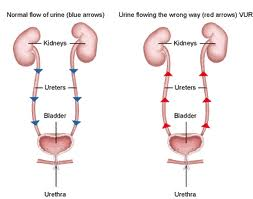 Normal flow of urine (blue arrows)
Urine flowing the wrong way (red arrows) VUR
Kidneys
Kidneys
Ureters
Ureters
Bladder
Bladder
Urethra
Urethra